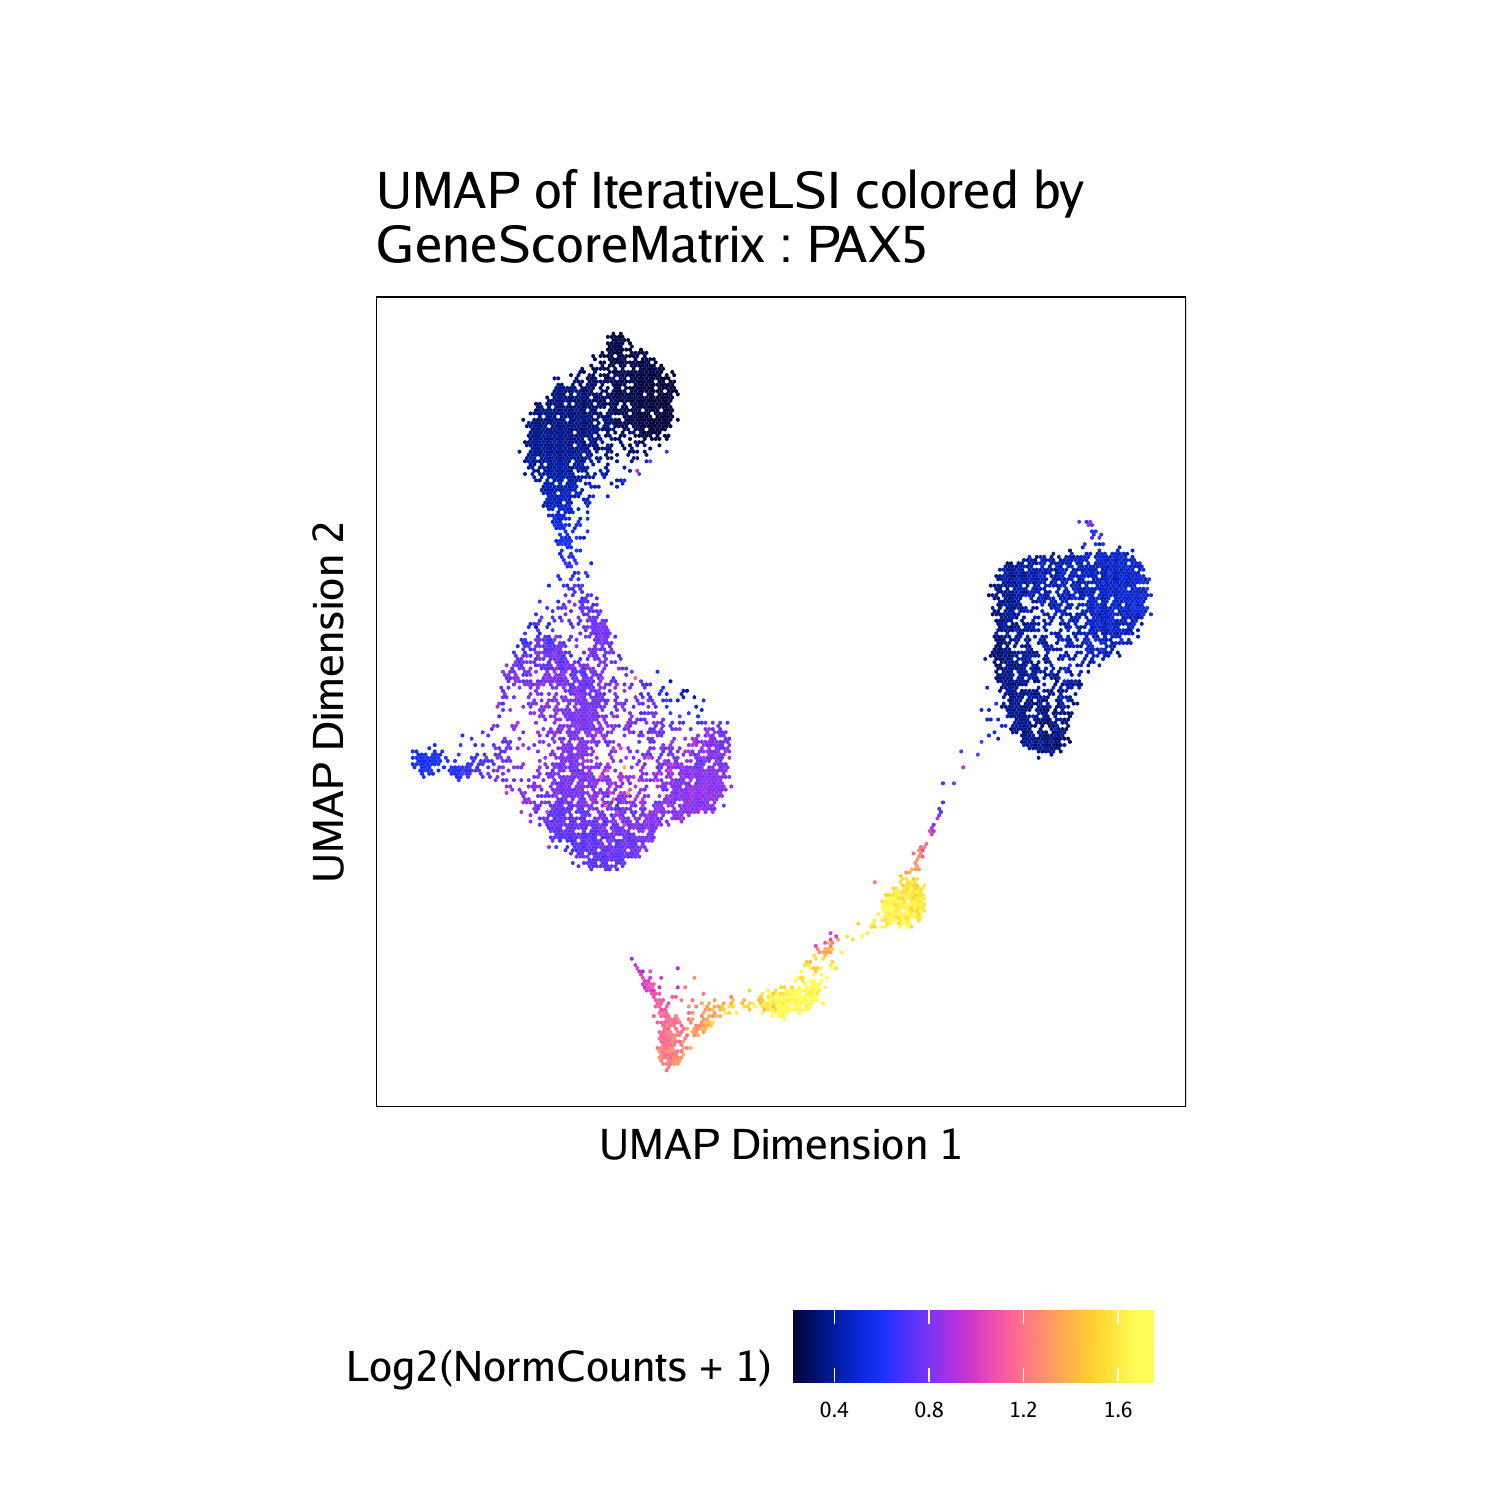 UMAP of IterativeLSI colored by
GeneScoreMatrix : PAX5
UMAP Dimension 2
UMAP Dimension 1
Log2(NormCounts + 1)
0.4 0.8 1.2 1.6